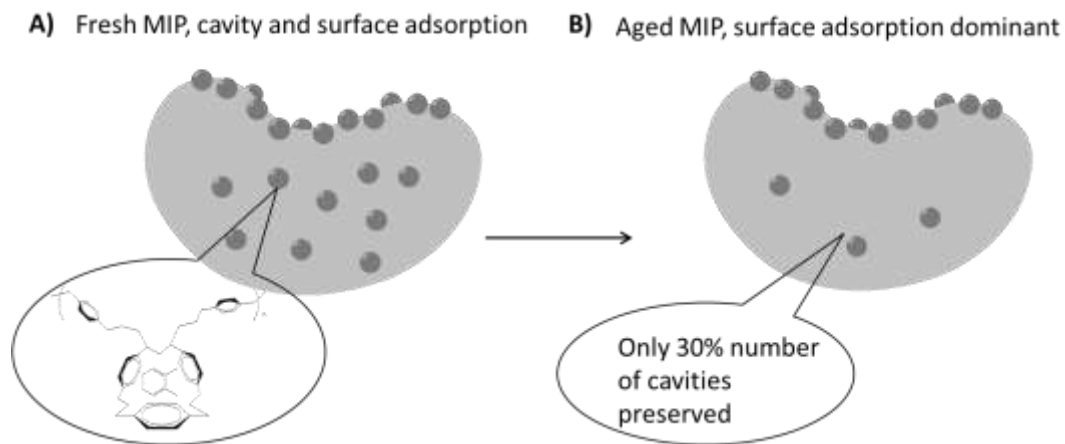 A) Fresh MIP, cavity and surface adsorption
B) Aged MIP, surface adsorption dominant
Only 30% number
of cavities
preserved